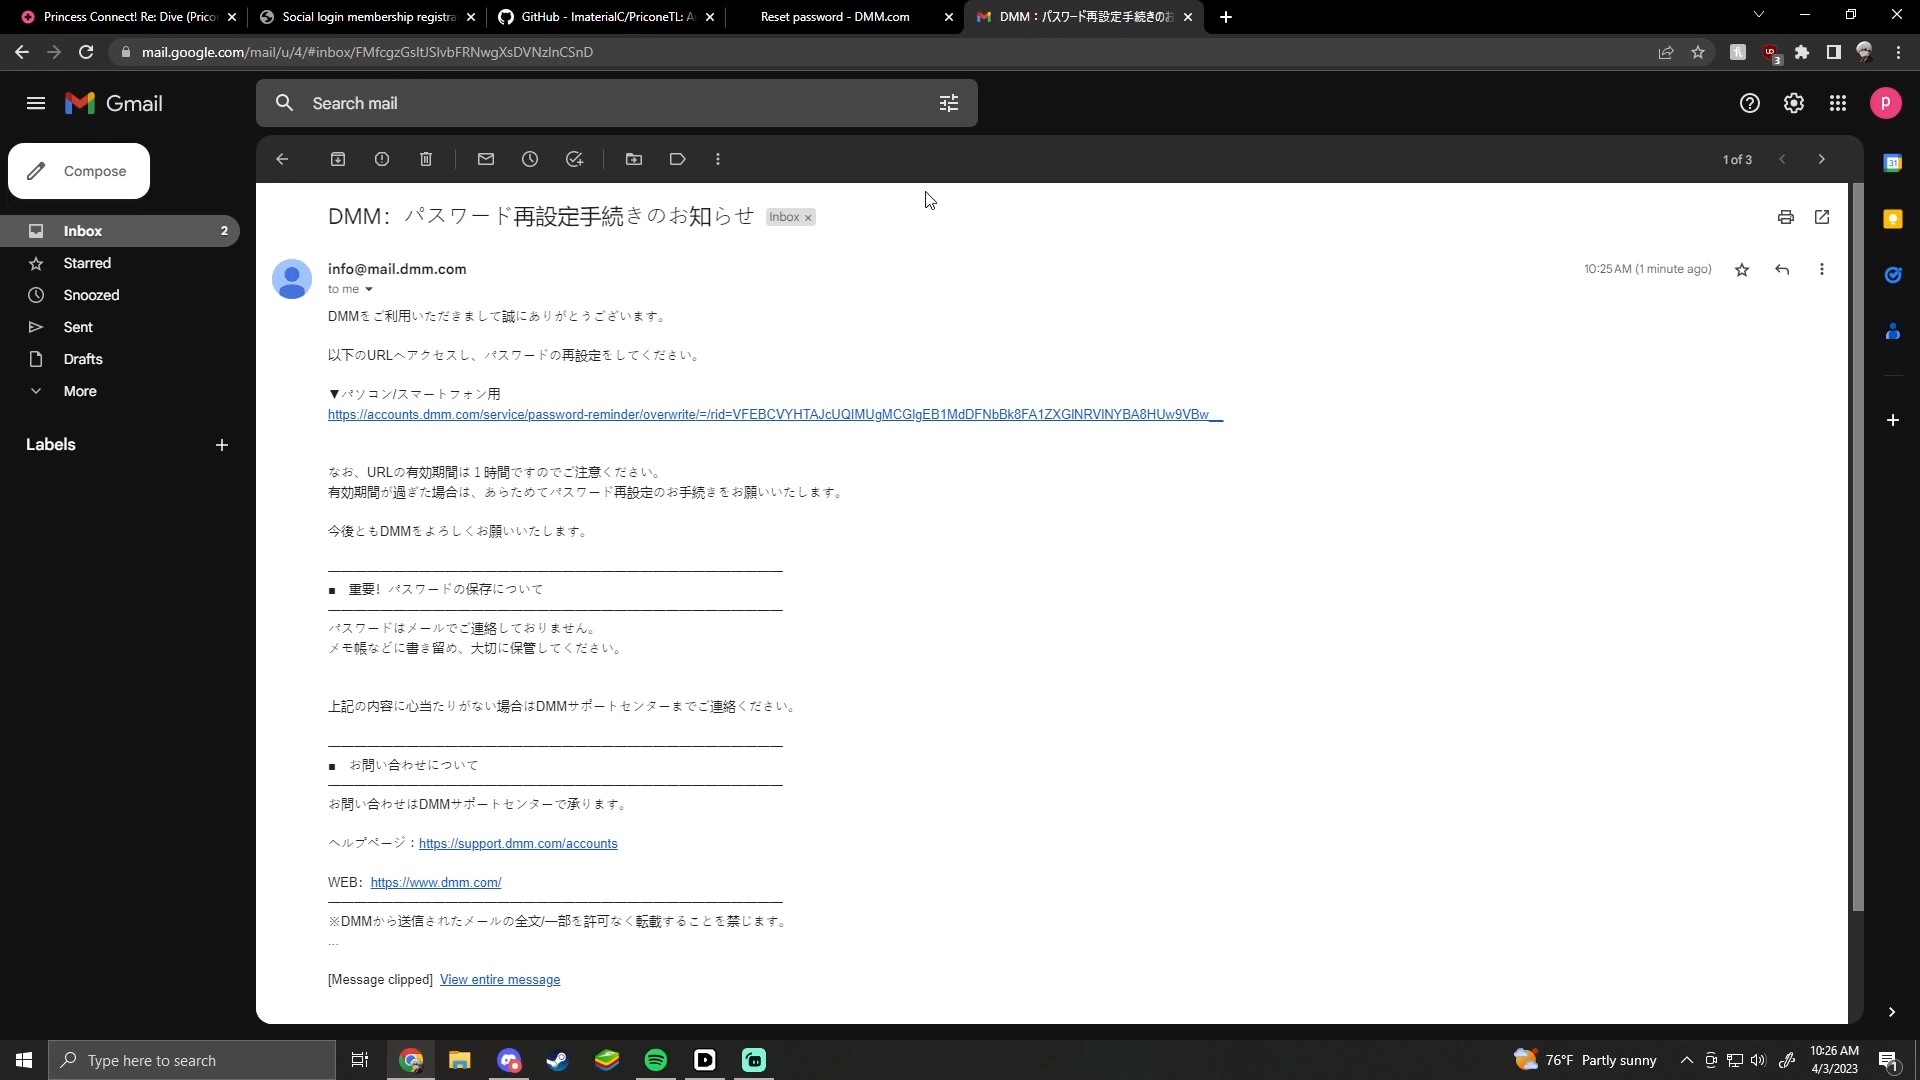 Princess Connect! Re: Dive (Pricon
Social login membership registra
GitHub - ImaterialC/PriconeTL: A
Reset password - DMM.com
DMM：パスワード再設定手続きのお
mail.google.com/mail/u/4/#inbox/FMfcgzGsltJSlvbFRNwgXsDVNzlnCSnD
3
Gmail
Search mail
P
Compose
1 of 3
31
DMM：パスワード再設定手続きのお知らせ
Inbox ×
Inbox 2
Starred
Snoozed
Sent
Drafts
More
Labels
info@mail.dmm.com
10:25 AM (1 minute ago)
to me
DMMをご利用いただきまして誠にありがとうございます。
以下のURLへアクセスし、パスワードの再設定をしてください。
▼パソコン/スマートフォン用
https://accounts.dmm.com/service/password-reminder/overwrite/=/rid=VFEBCVYHTAJcUQIMUgMCGlgEB1MdDFNbBk8FA1ZXGlNRVlNYBA8HUw9VBw__
なお、URLの有効期間は１時間ですのでご注意ください。
有効期間が過ぎた場合は、あらためてパスワード再設定のお手続きをお願いいたします。
今後ともDMMをよろしくお願いいたします。
■　重要！パスワードの保存について
パスワードはメールでご連絡しておりません。
メモ帳などに書き留め、大切に保管してください。
上記の内容に心当たりがない場合はDMMサポートセンターまでご連絡ください。
■　お問い合わせについて
お問い合わせはDMMサポートセンターで承ります。
ヘルプページ：https://support.dmm.com/accounts
WEB：https://www.dmm.com/
※DMMから送信されたメールの全文/一部を許可なく転載することを禁じます。
...
[Message clipped] View entire message
Type here to search
76°F Partly sunny
10:26 AM
4/3/2023
1